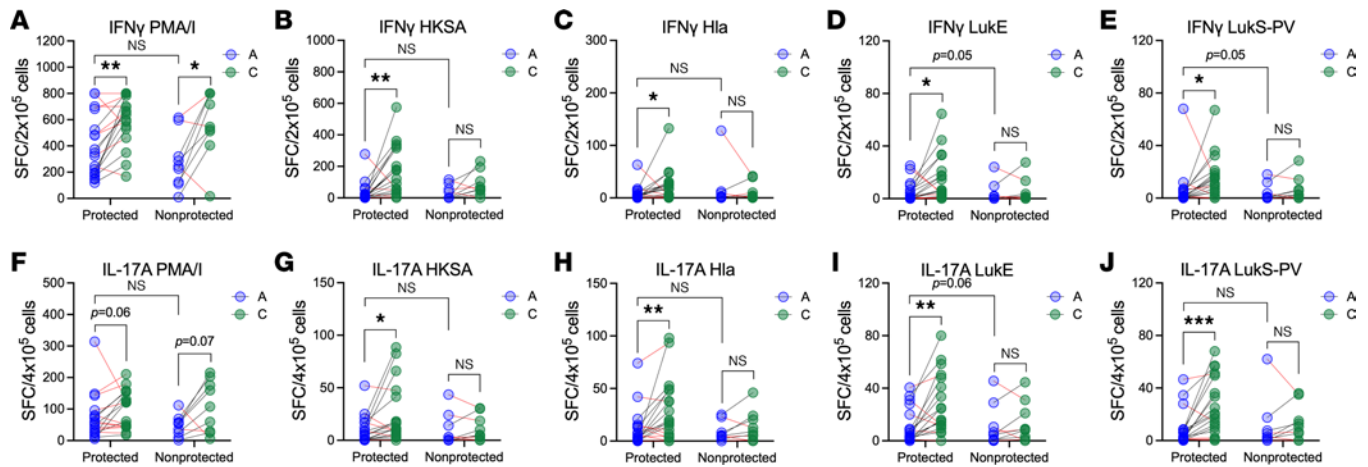 A
IFNγ PMA/I
SFC/2x10⁵ cells
1200
1000
800
600
400
200
0
NS
**
*
A
C
Protected
Nonprotected
B
IFNγ HKSA
SFC/2x10⁵ cells
1000
800
600
400
200
0
NS
**
NS
A
C
Protected
Nonprotected
C
IFNγ Hla
SFC/2x10⁵ cells
300
200
100
0
NS
*
NS
A
C
Protected
Nonprotected
D
IFNγ LukE
SFC/2x10⁵ cells
120
80
40
0
p=0.05
*
NS
A
C
Protected
Nonprotected
E
IFNγ LukS-PV
SFC/2x10⁵ cells
120
80
40
0
p=0.05
*
NS
A
C
Protected
Nonprotected
F
IL-17A PMA/I
SFC/4x10⁵ cells
500
400
300
200
100
0
NS
p=0.06
p=0.07
A
C
Protected
Nonprotected
G
IL-17A HKSA
SFC/4x10⁵ cells
150
100
50
0
NS
*
NS
A
C
Protected
Nonprotected
H
IL-17A Hla
SFC/4x10⁵ cells
150
100
50
0
NS
**
NS
A
C
Protected
Nonprotected
I
IL-17A LukE
SFC/4x10⁵ cells
120
80
40
0
p=0.06
**
NS
A
C
Protected
Nonprotected
J
IL-17A LukS-PV
SFC/4x10⁵ cells
120
80
40
0
NS
***
NS
A
C
Protected
Nonprotected